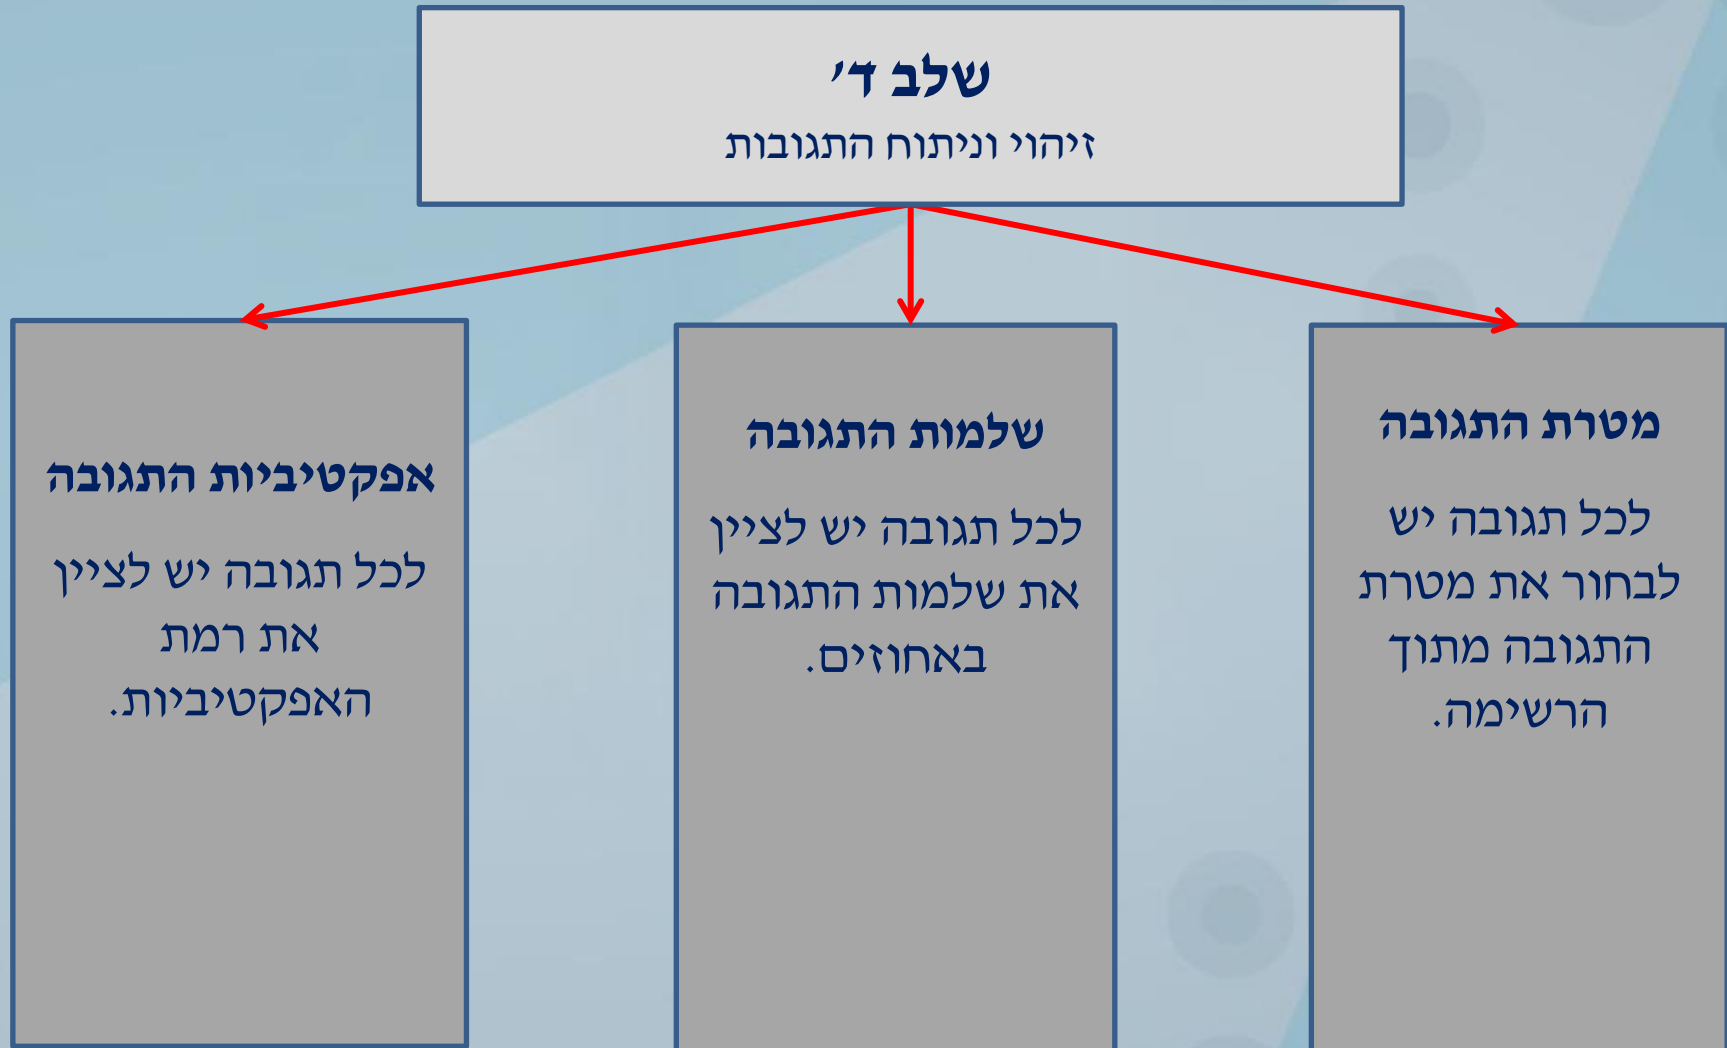 שלב ד'
זיהוי וניתוח התגובות
מטרת התגובה
לכל תגובה יש
לבחור את מטרת
התגובה מתוך
הרשימה.
שלמות התגובה
לכל תגובה יש לציין
את שלמות התגובה
באחוזים.
אפקטיביות התגובה
לכל תגובה יש לציין
את רמת
האפקטיביות.